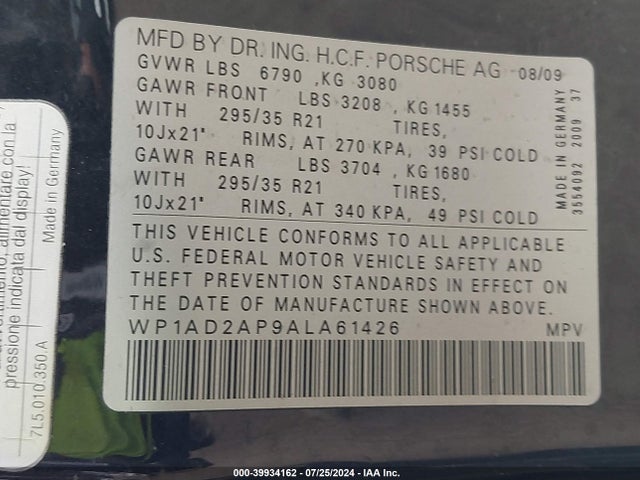 MFD BY DR. ING. H.C.F. PORSCHE AG 08/09
GVWR LBS 6790 ,KG 3080
GAWR FRONT LBS 3208 , KG 1455
WITH 295/35 R21 TIRES,
10Jx21" RIMS, AT 270 KPA, 39 PSI COLD
GAWR REAR LBS 3704 , KG 1680
WITH 295/35 R21 TIRES,
10Jx21" RIMS, AT 340 KPA, 49 PSI COLD
THIS VEHICLE CONFORMS TO ALL APPLICABLE
U.S. FEDERAL MOTOR VEHICLE SAFETY AND
THEFT PREVENTION STANDARDS IN EFFECT ON
THE DATE OF MANUFACTURE SHOWN ABOVE.
WP1AD2AP9ALA61426 MPV
MADE IN GERMANY
3554092 2009 37
alimentare con la
pressione indicata dal display!
Made in Germany
7L5.010.350.A
000-39934162 - 07/25/2024 - IAA Inc.